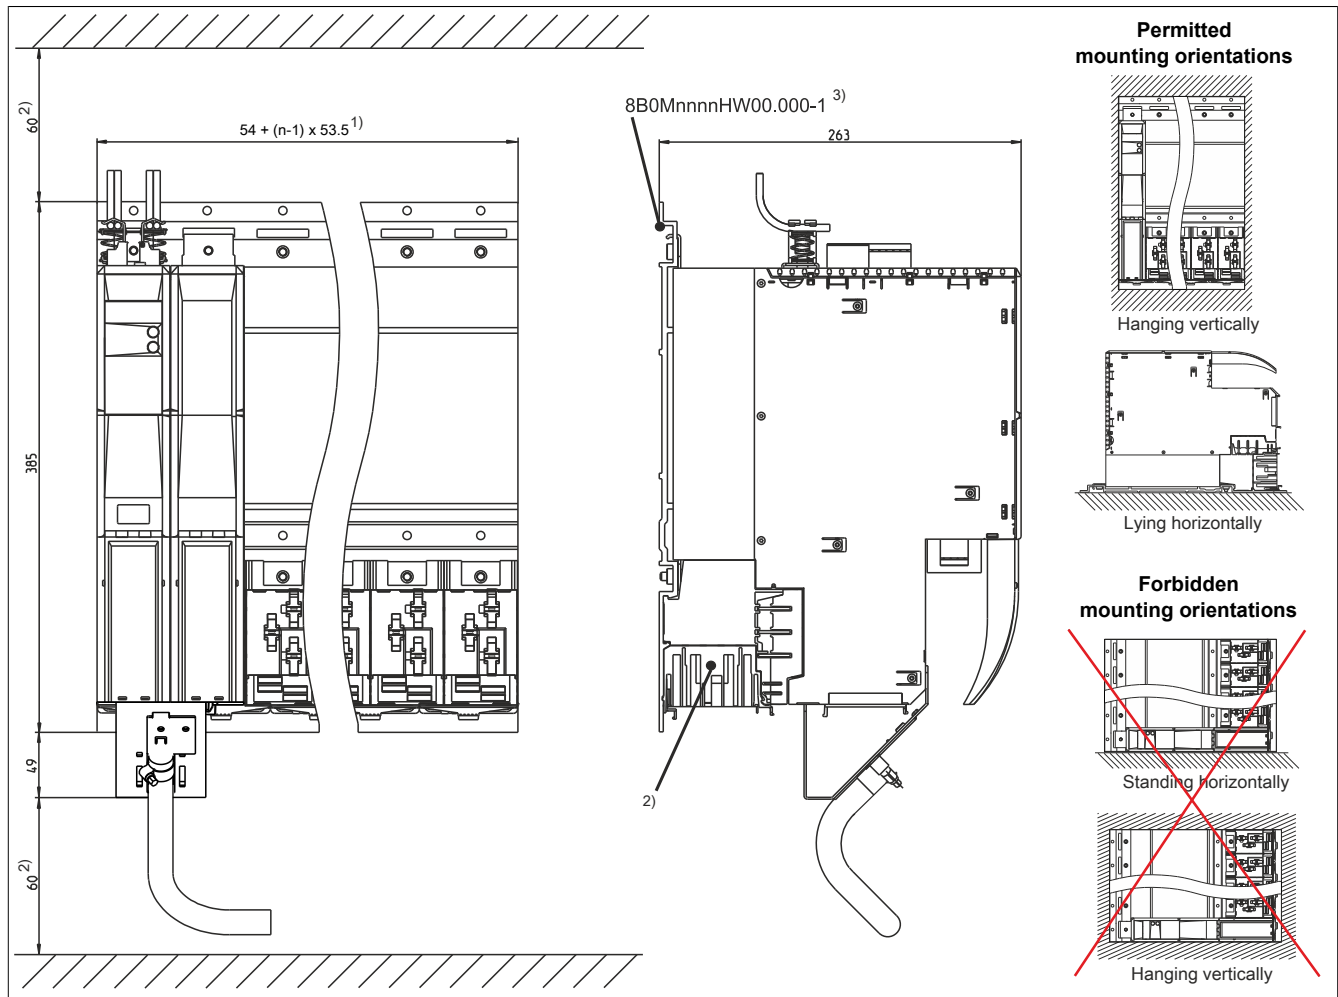 60 2)
54 + (n-1) x 53.5 1)
385
49
60 2)
8B0MnnnnHW00.000-1 3)
263
2)
Permitted
mounting orientations
Hanging vertically
Lying horizontally
Forbidden
mounting orientations
Standing horizontally
Hanging vertically